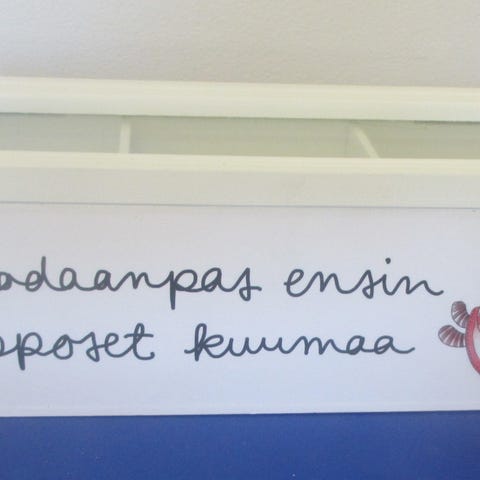 odaanpas ensin
poset kuumaa